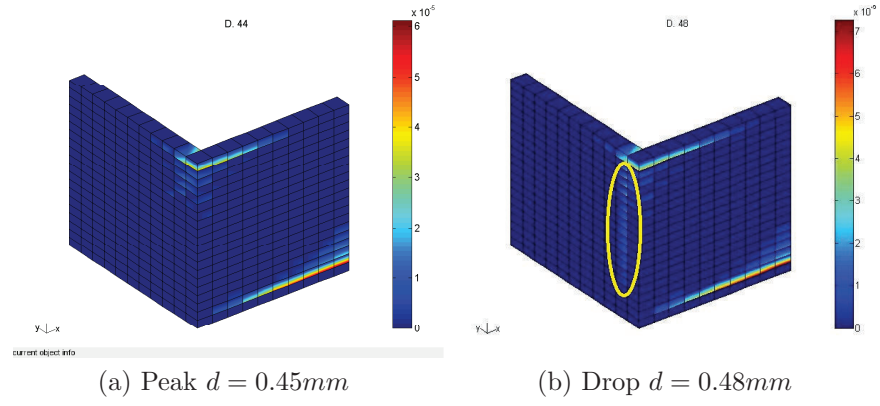 D. 44
x 10⁻⁵
6
5
4
3
2
1
0
y x
current object info
(a) Peak d = 0.45mm
D. 48
x 10⁻⁵
7
6
5
4
3
2
1
0
y x
(b) Drop d = 0.48mm